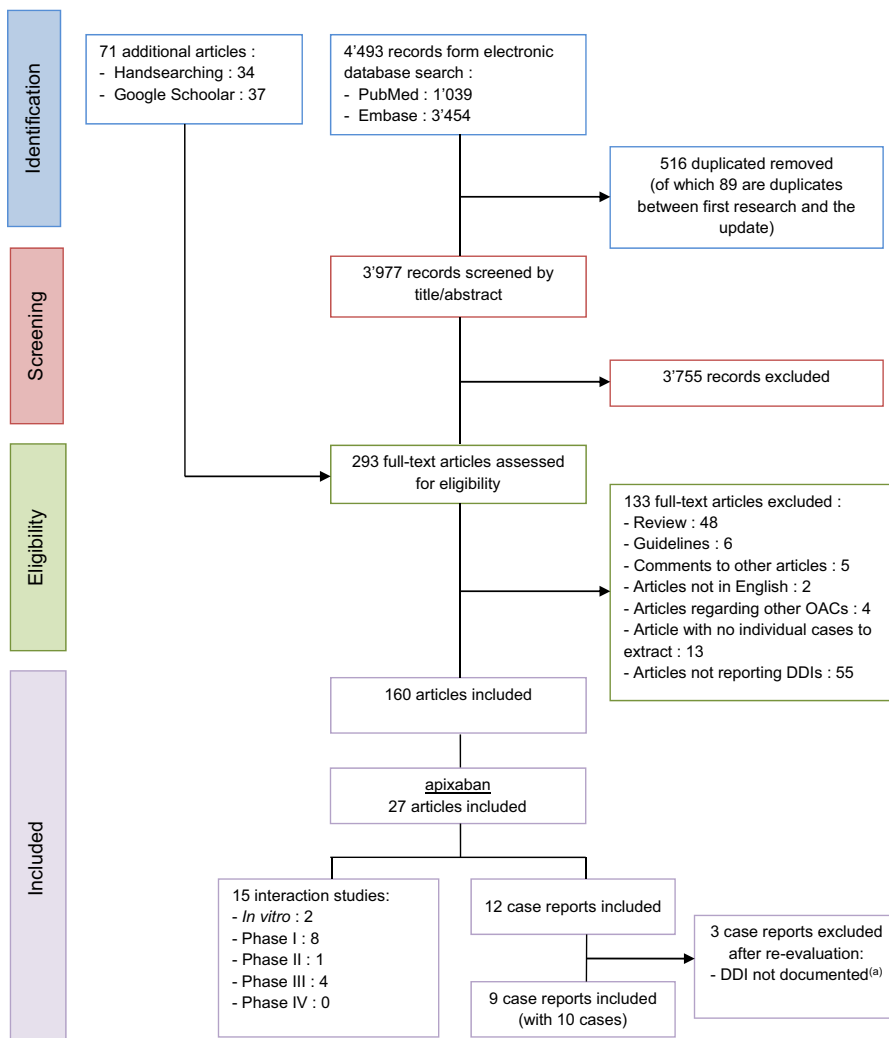 Identification
71 additional articles :
- Handsearching : 34
- Google Schoolar : 37
4’493 records form electronic
database search :
- PubMed : 1’039
- Embase : 3’454
516 duplicated removed
(of which 89 are duplicates
between first research and the
update)
Screening
3’977 records screened by
title/abstract
3’755 records excluded
Eligibility
293 full-text articles assessed
for eligibility
133 full-text articles excluded :
- Review : 48
- Guidelines : 6
- Comments to other articles : 5
- Articles not in English : 2
- Articles regarding other OACs : 4
- Article with no individual cases to
extract : 13
- Articles not reporting DDIs : 55
Included
160 articles included
apixaban
27 articles included
15 interaction studies:
- In vitro : 2
- Phase I : 8
- Phase II : 1
- Phase III : 4
- Phase IV : 0
12 case reports included
3 case reports excluded
after re-evaluation:
- DDI not documented(a)
9 case reports included
(with 10 cases)